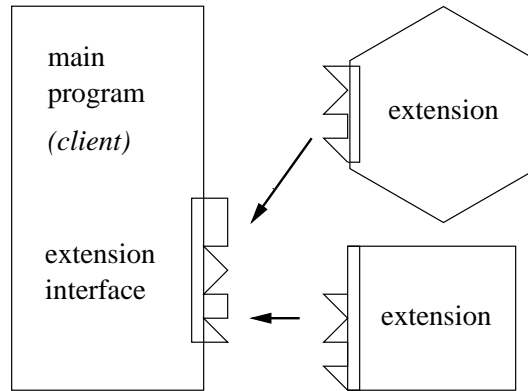 main
program
(client)
extension
interface
extension
extension